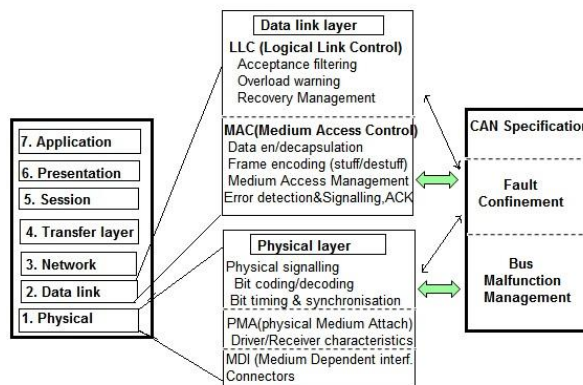 Data link layer
LLC (Logical Link Control)
Acceptance filtering
Overload warning
Recovery Management
MAC(Medium Access Control)
Data en/decapsulation
Frame encoding (stuff/destuff)
Medium Access Management
Error detection&Signalling,ACK
7. Application
6. Presentation
5. Session
4. Transfer layer
3. Network
2. Data link
1. Physical
Physical layer
Physical signalling
Bit coding/decoding
Bit timing & synchronisation
PMA(physical Medium Attach)
Driver/Receiver characteristics
MDI (Medium Dependent interf.
Connectors
CAN Specification
Fault
Confinement
Bus
Malfunction
Management